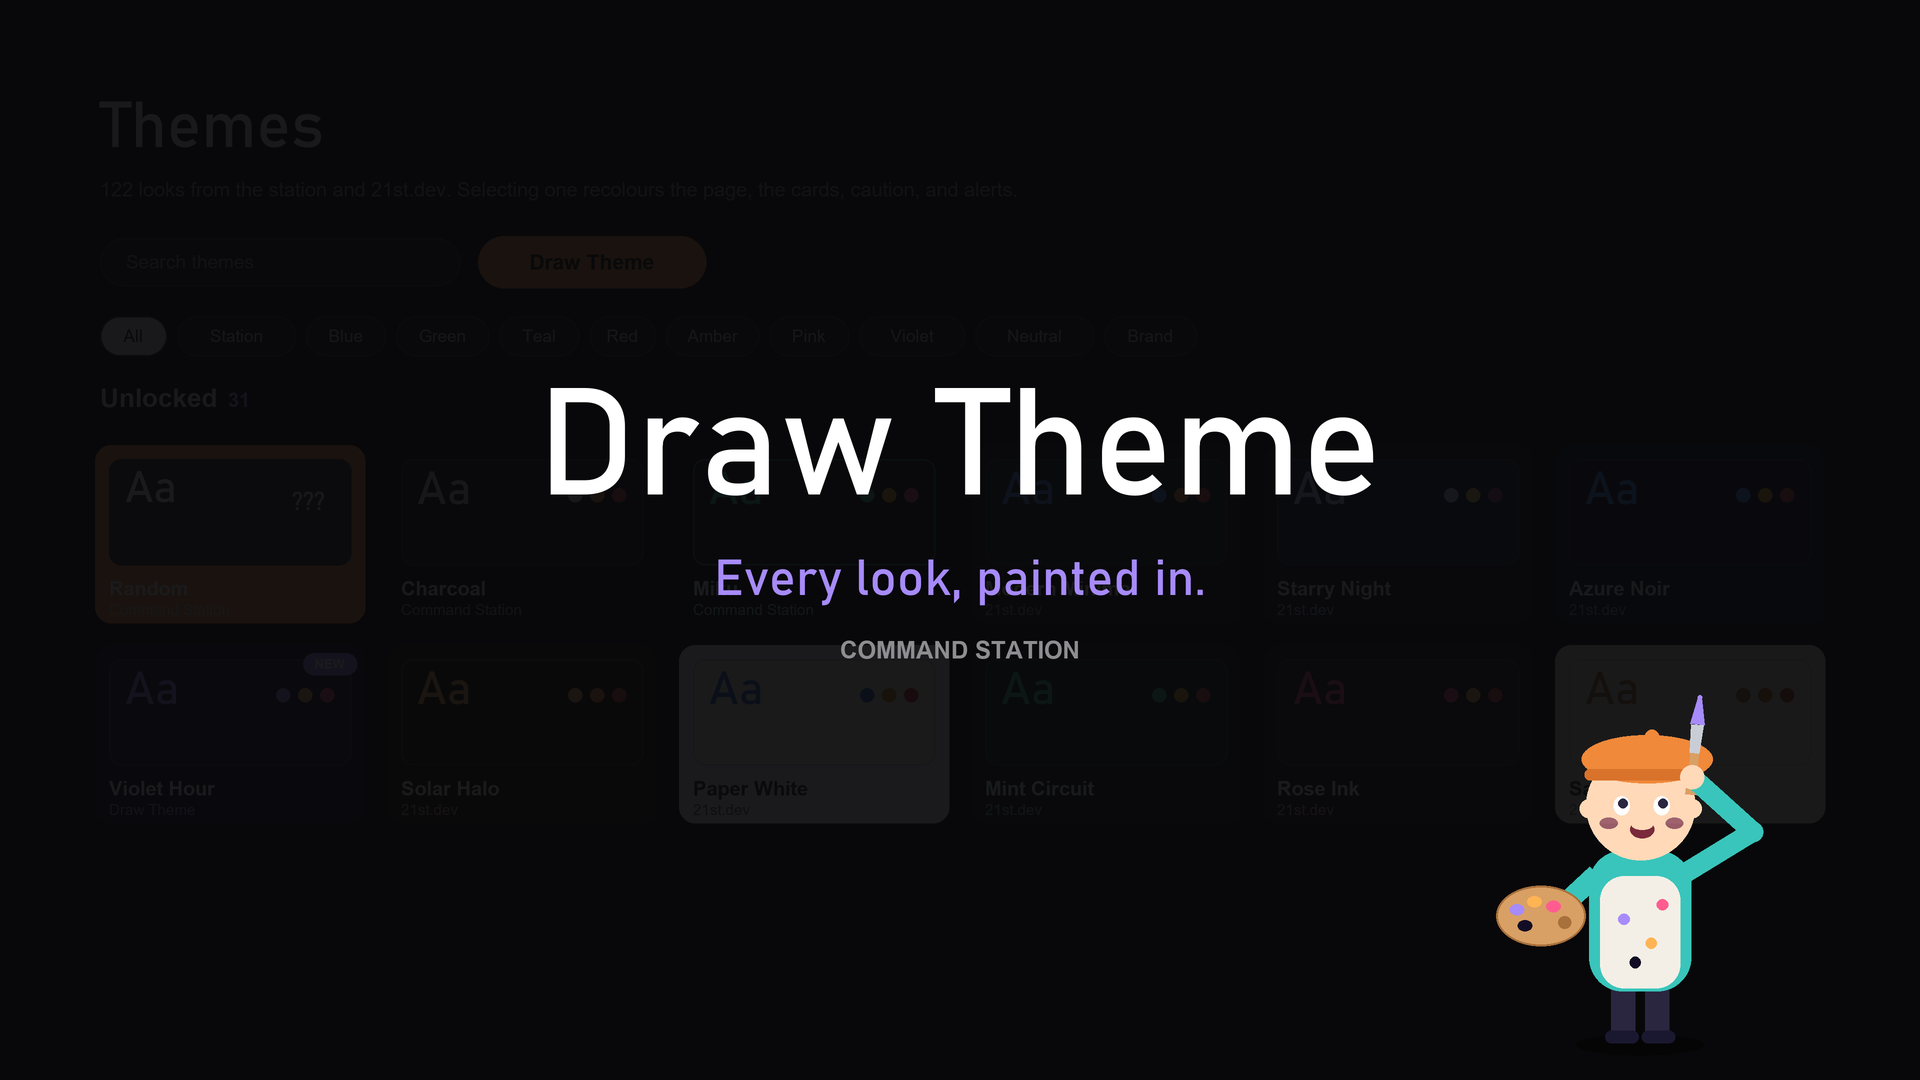 Themes
122 looks from the station and 21st.dev. Selecting one recolours the page, the cards, caution, and alerts.
Search themes
Draw Theme
All Station Blue Green Teal Red Amber Pink Violet Neutral Brand
Unlocked 31
Draw Theme
Aa ??? Aa Aa Aa Aa Aa
Every look, painted in.
Random Charcoal Starry Night Azure Noir
Command Station Command Station Command Station 21st.dev 21st.dev 21st.dev
COMMAND STATION
NEW
Aa Aa Aa Aa Aa Aa
Violet Hour Solar Halo Paper White Mint Circuit Rose Ink
Draw Theme 21st.dev 21st.dev 21st.dev 21st.dev